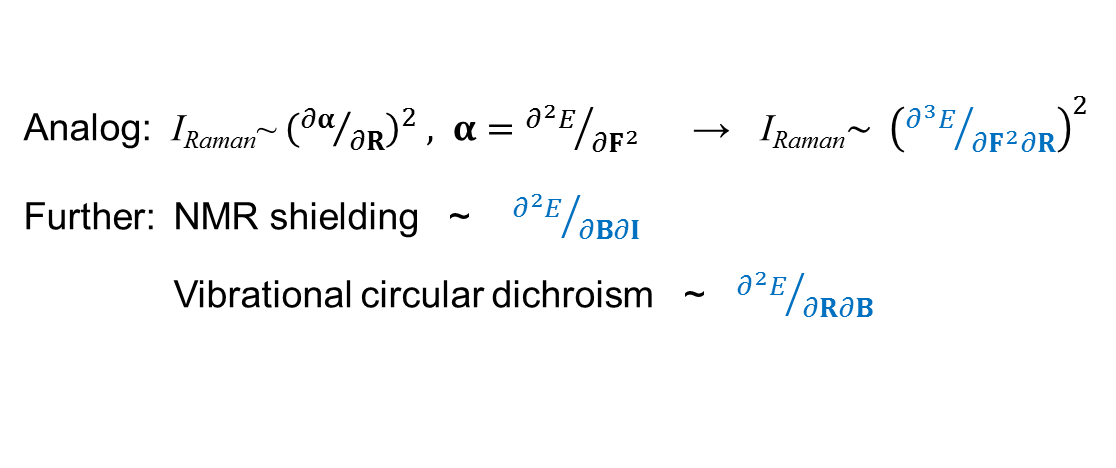 Analog: I_Raman ~ (∂𝛂/∂𝐑)², 𝛂 = ∂²E/∂𝐅² → I_Raman ~ (∂³E/∂𝐅²∂𝐑)²
Further: NMR shielding ~ ∂²E/∂𝐁∂𝐈
Vibrational circular dichroism ~ ∂²E/∂𝐑∂𝐁